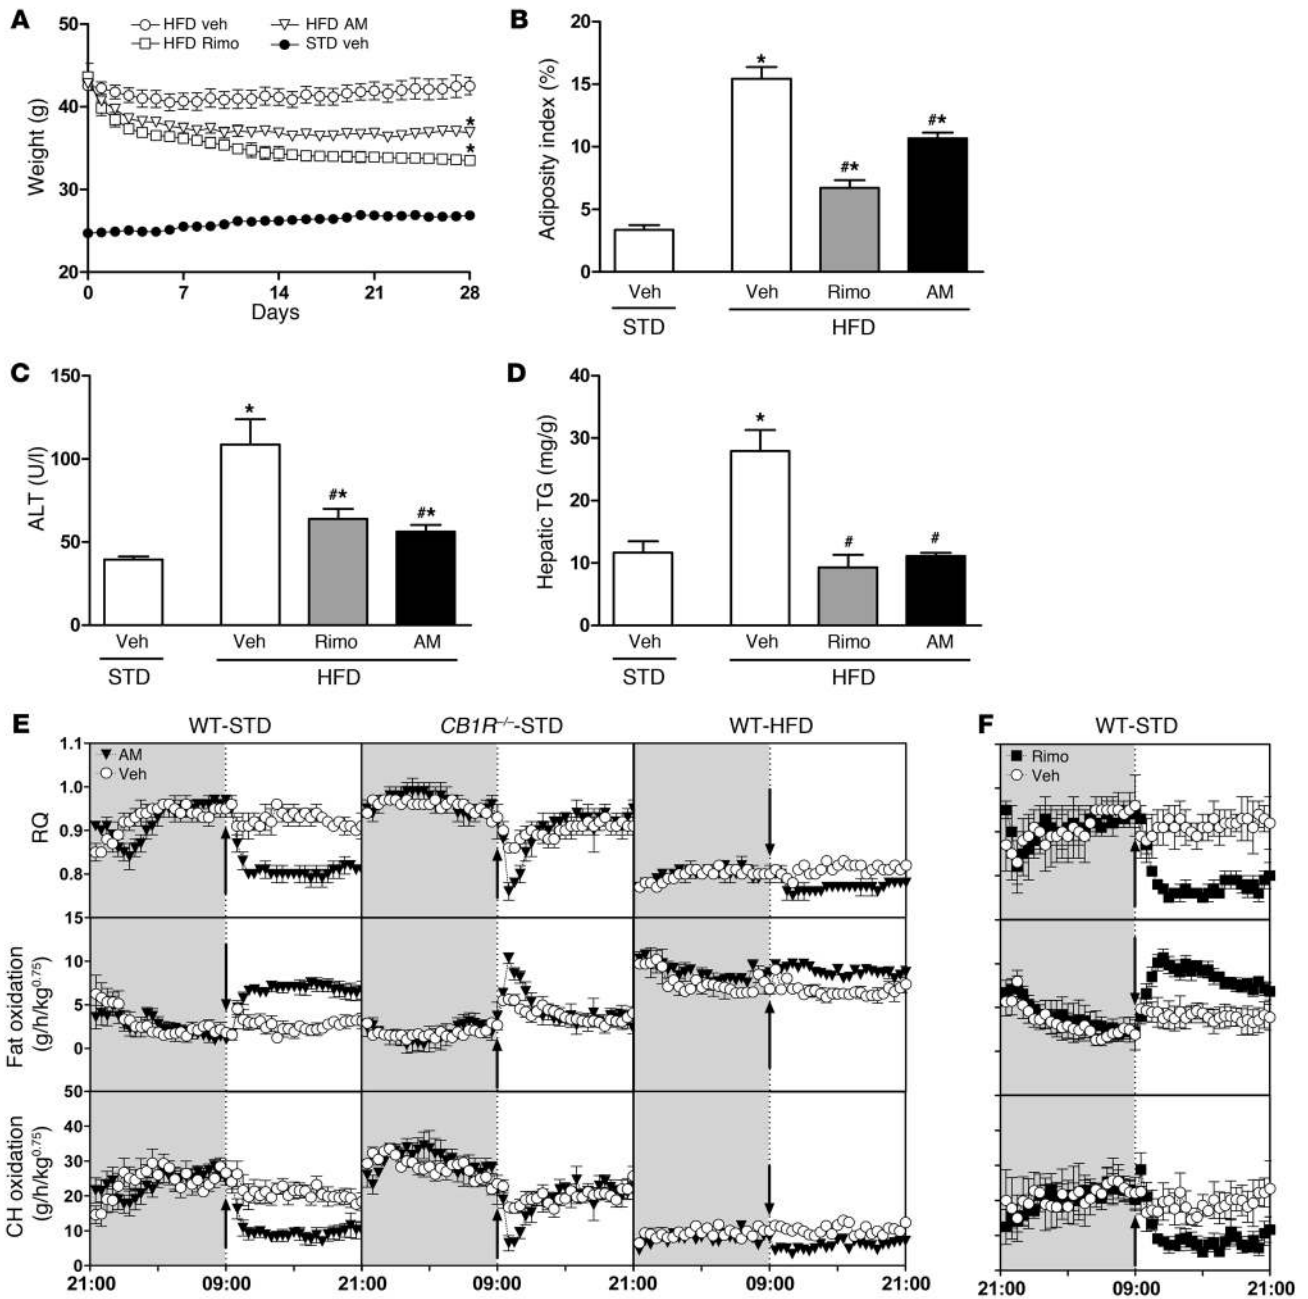 A
50
40
30
20
Weight (g)
HFD veh
HFD AM
HFD Rimo
STD veh
*
*
0 7 14 21 28
Days
B
20
15
10
5
0
Adiposity index (%)
*
#*
#*
Veh Veh Rimo AM
STD HFD
C
150
100
50
0
ALT (U/l)
*
#*
#*
Veh Veh Rimo AM
STD HFD
D
40
30
20
10
0
Hepatic TG (mg/g)
*
#
#
Veh Veh Rimo AM
STD HFD
E
WT-STD CB1R–/–-STD WT-HFD
AM
Veh
1.1
1.0
0.9
0.8
RQ
15
10
5
0
Fat oxidation
(g/h/kg0.75)
50
40
30
20
10
0
CH oxidation
(g/h/kg0.75)
21:00 09:00 21:00 09:00 21:00 09:00 21:00
F
WT-STD
Rimo
Veh
21:00 09:00 21:00